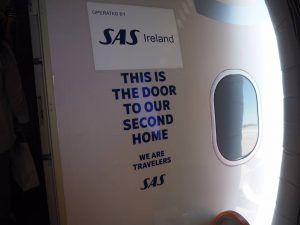 OPERATED BY
SAS Ireland
THIS IS
THE DOOR
TO OUR
SECOND
HOME
WE ARE
TRAVELERS
SAS